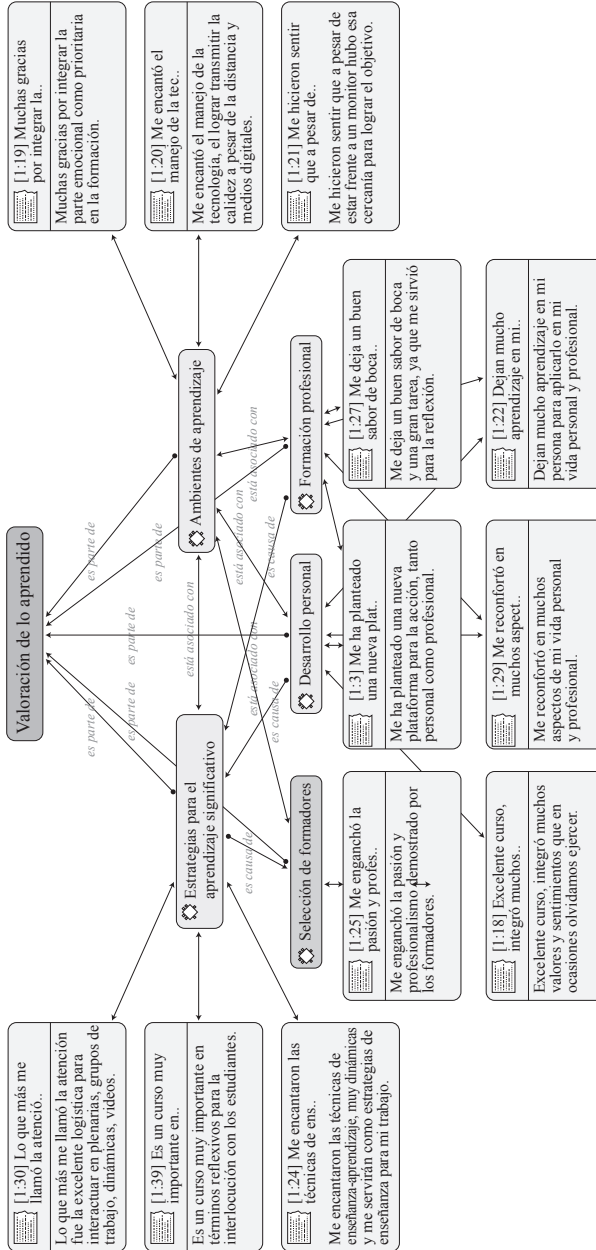 Valoración de lo aprendido
es parte de
es parte de
es parte de
es parte de
es parte de
[1:30] Lo que más me
llamó la atenció..
Lo que más me llamó la atención
fue la excelente logística para
interactuar en plenarias, grupos de
trabajo, dinámicas, videos.
[1:39] Es un curso muy
importante en..
Es un curso muy importante en
términos reflexivos para la
interlocución con los estudiantes.
[1:24] Me encantaron las
técnicas de ens..
Me encantaron las técnicas de
enseñanza-aprendizaje, muy dinámicas
y me servirán como estrategias de
enseñanza para mi trabajo.
Estrategias para el
aprendizaje significativo
está asociado con
Ambientes de aprendizaje
[1:19] Muchas gracias
por integrar la..
Muchas gracias por integrar la
parte emocional como prioritaria
en la formación.
[1:20] Me encantó el
manejo de la tec..
Me encantó el manejo de la
tecnología, el lograr transmitir la
calidez a pesar de la distancia y
medios digitales.
[1:21] Me hicieron sentir
que a pesar de..
Me hicieron sentir que a pesar de
estar frente a un monitor hubo esa
cercanía para lograr el objetivo.
es causa de
es causa de
está asociado con
está asociado con
es causa de
está asociado con
Selección de formadores
Desarrollo personal
Formación profesional
[1:25] Me enganchó la
pasión y profes..
Me enganchó la pasión y
profesionalismo demostrado por
los formadores.
[1:3] Me ha planteado
una nueva plat..
Me ha planteado una nueva
plataforma para la acción, tanto
personal como profesional.
[1:27] Me deja un buen
sabor de boca..
Me deja un buen sabor de boca
y una gran tarea, ya que me sirvió
para la reflexión.
[1:18] Excelente curso,
integró muchos..
Excelente curso, integró muchos
valores y sentimientos que en
ocasiones olvidamos ejercer.
[1:29] Me reconfortó en
muchos aspect..
Me reconfortó en muchos
aspectos de mi vida personal
y profesional.
[1:22] Dejan mucho
aprendizaje en mi..
Dejan mucho aprendizaje en mi
persona para aplicarlo en mi
vida personal y profesional.